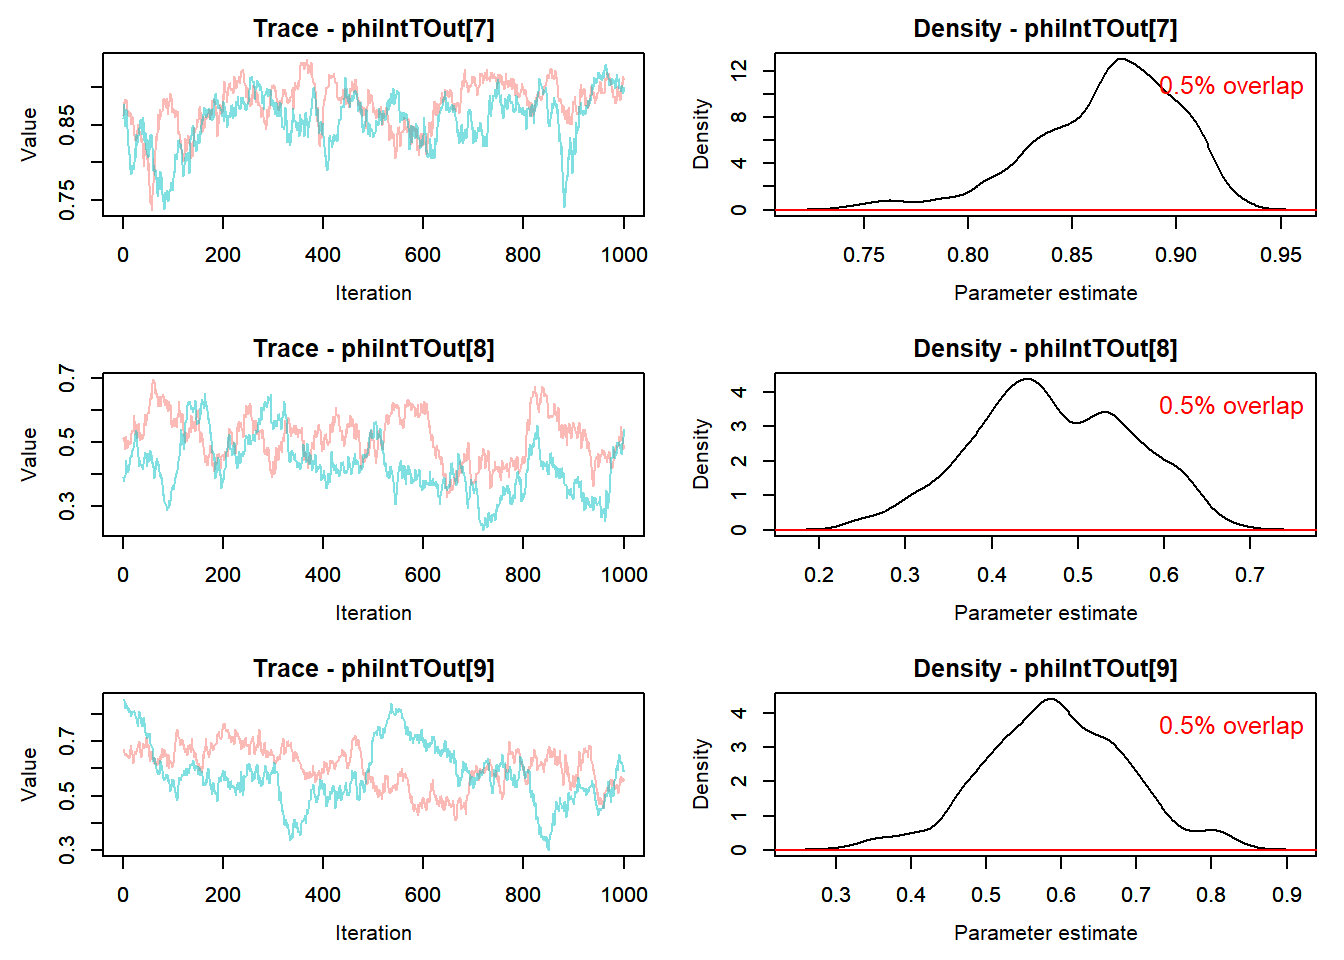 Trace - phiIntTOut[7]
Value
0.75 0.85
0 200 400 600 800 1000
Iteration
Density - phiIntTOut[7]
Density
0 4 8 12
0.5% overlap
0.75 0.80 0.85 0.90 0.95
Parameter estimate
Trace - phiIntTOut[8]
Value
0.3 0.5 0.7
0 200 400 600 800 1000
Iteration
Density - phiIntTOut[8]
Density
0 1 2 3 4
0.5% overlap
0.2 0.3 0.4 0.5 0.6 0.7
Parameter estimate
Trace - phiIntTOut[9]
Value
0.3 0.5 0.7
0 200 400 600 800 1000
Iteration
Density - phiIntTOut[9]
Density
0 1 2 3 4
0.5% overlap
0.3 0.4 0.5 0.6 0.7 0.8 0.9
Parameter estimate